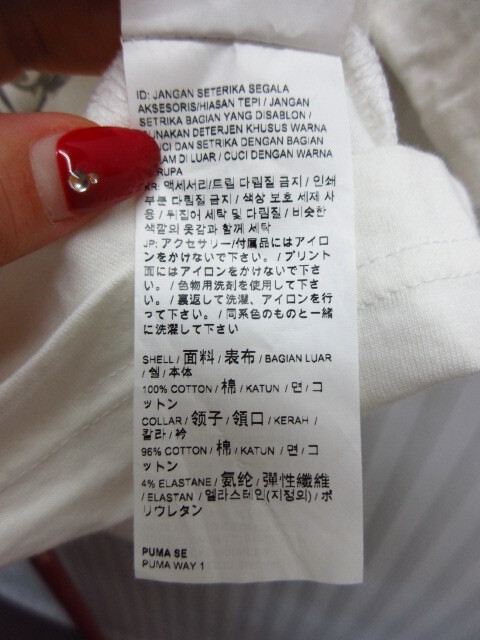 ID: JANGAN SETERIKA SEGALA
AKSESORIS/HIASAN TEPI / JANGAN
SETRIKA BAGIAN YANG DISABLON /
UNAKAN DETERJEN KHUSUS WARNA
UCI DAN SETRIKA DENGAN BAGIAN
AM DI LUAR / CUCI DENGAN WARNA
RUPA
KR: 액세서리/트림 다림질 금지 / 인쇄
부분 다림질 금지 / 색상 보호 세제 사
용 / 뒤집어 세탁 및 다림질 / 비슷한
색깔의 옷감과 함께 세탁
JP: アクセサリー/付属品にはアイロ
ンをかけないで下さい。 / プリント
面にはアイロンをかけないで下さ
い。 / 色物用洗剤を使用して下さ
い。 / 裏返して洗濯、アイロンを行
って下さい。 / 同系色のものと一緒
に洗濯して下さい
SHELL / 面料 / 表布 / BAGIAN LUAR
/ 쉘 / 本体
100% COTTON / 棉 / KATUN / 면 / コ
ットン
COLLAR / 领子 / 領口 / KERAH /
칼라 / 衿
96% COTTON / 棉 / KATUN / 면 / コ
ットン
4% ELASTANE / 氨纶 / 彈性纖維
/ ELASTAN / 엘라스테인(지정의) / ポ
リウレタン
PUMA SE
PUMA WAY 1